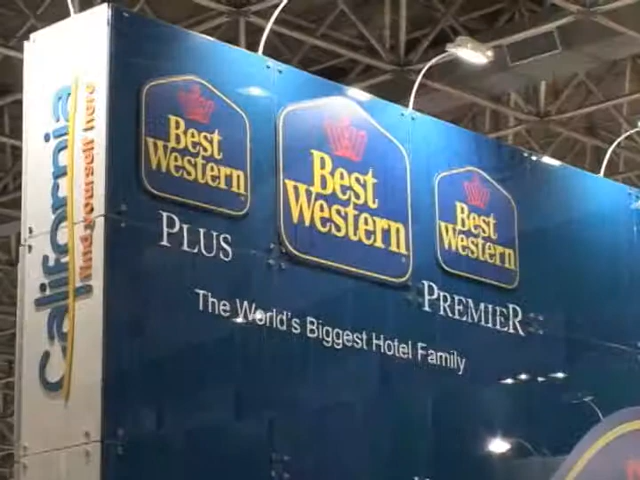 California
find yourself here
Best
Western
PLUS
Best
Western
Best
Western
PREMIER
The World's Biggest Hotel Family